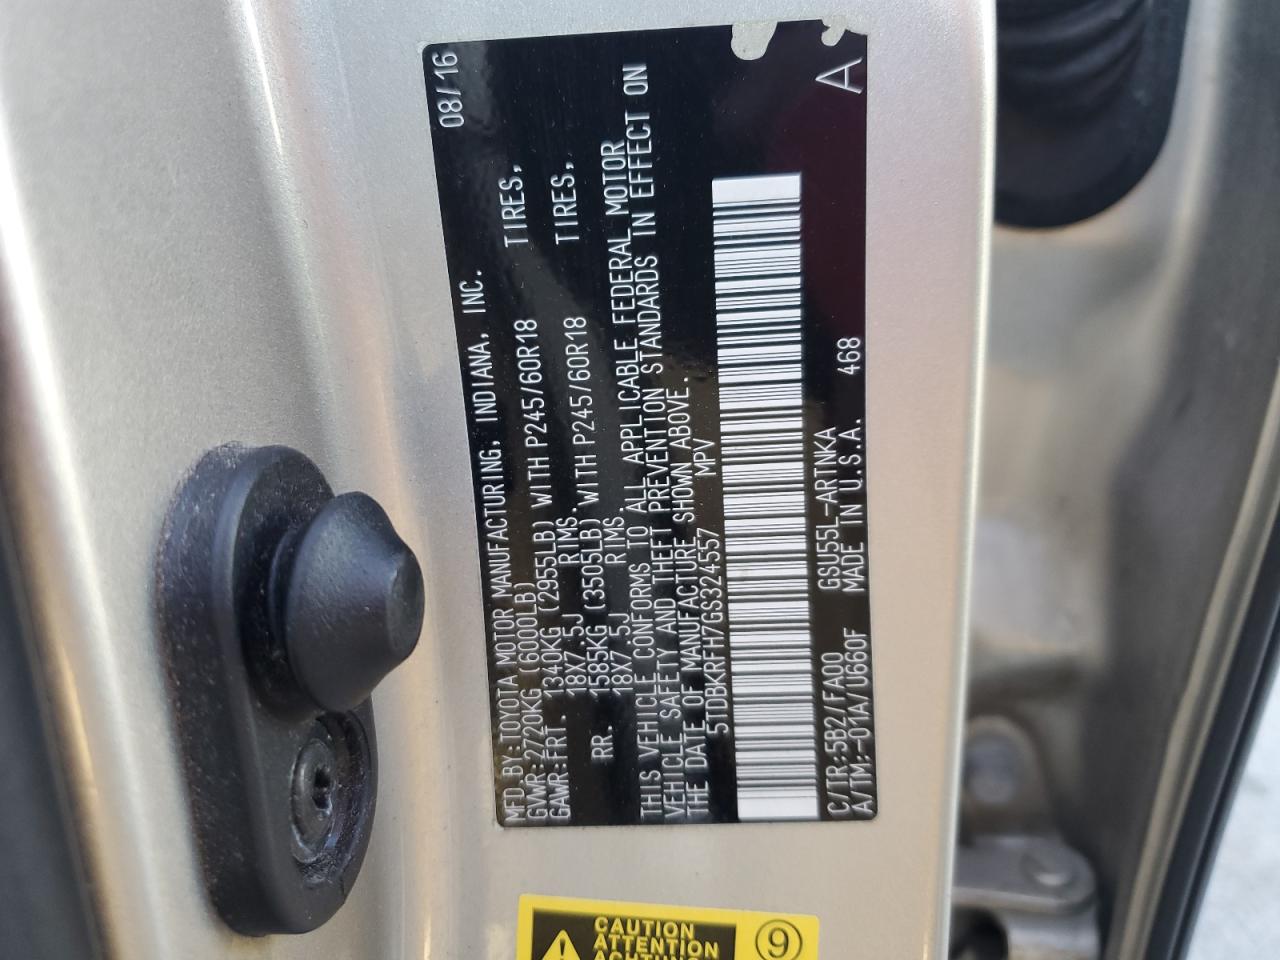 MFD.BY:TOYOTA MOTOR MANUFACTURING, INDIANA, INC. 08/16
GVWR:2720KG (6000LB)
GAWR:FRT. 1340KG (2955LB) WITH P245/60R18 TIRES,
18X7.5J RIMS.
RR. 1585KG (3505LB) WITH P245/60R18 TIRES,
18X7.5J RIMS.
THIS VEHICLE CONFORMS TO ALL APPLICABLE FEDERAL MOTOR
VEHICLE SAFETY AND THEFT PREVENTION STANDARDS IN EFFECT ON
THE DATE OF MANUFACTURE SHOWN ABOVE.
5TDBKRFH7GS324557 MPV
C/TR:5B2/FA00 GSU55L-ARTNKA
A/TM:-01A/U660F MADE IN U.S.A. 468 A
CAUTION
ATTENTION
ACHTUNG
9